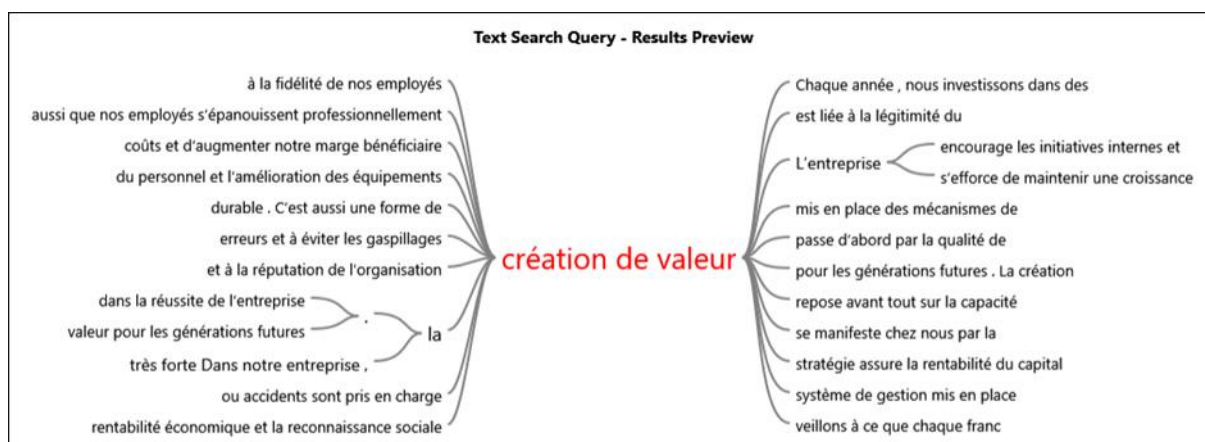 Text Search Query - Results Preview
à la fidélité de nos employés
aussi que nos employés s'épanouissent professionnellement
coûts et d'augmenter notre marge bénéficiaire
du personnel et l'amélioration des équipements
durable . C'est aussi une forme de
erreurs et à éviter les gaspillages
et à la réputation de l'organisation
dans la réussite de l'entreprise
valeur pour les générations futures
.
très forte Dans notre entreprise ,
la
ou accidents sont pris en charge
rentabilité économique et la reconnaissance sociale
création de valeur
Chaque année , nous investissons dans des
est liée à la légitimité du
L'entreprise
encourage les initiatives internes et
s'efforce de maintenir une croissance
mis en place des mécanismes de
passe d'abord par la qualité de
pour les générations futures . La création
repose avant tout sur la capacité
se manifeste chez nous par la
stratégie assure la rentabilité du capital
système de gestion mis en place
veillons à ce que chaque franc